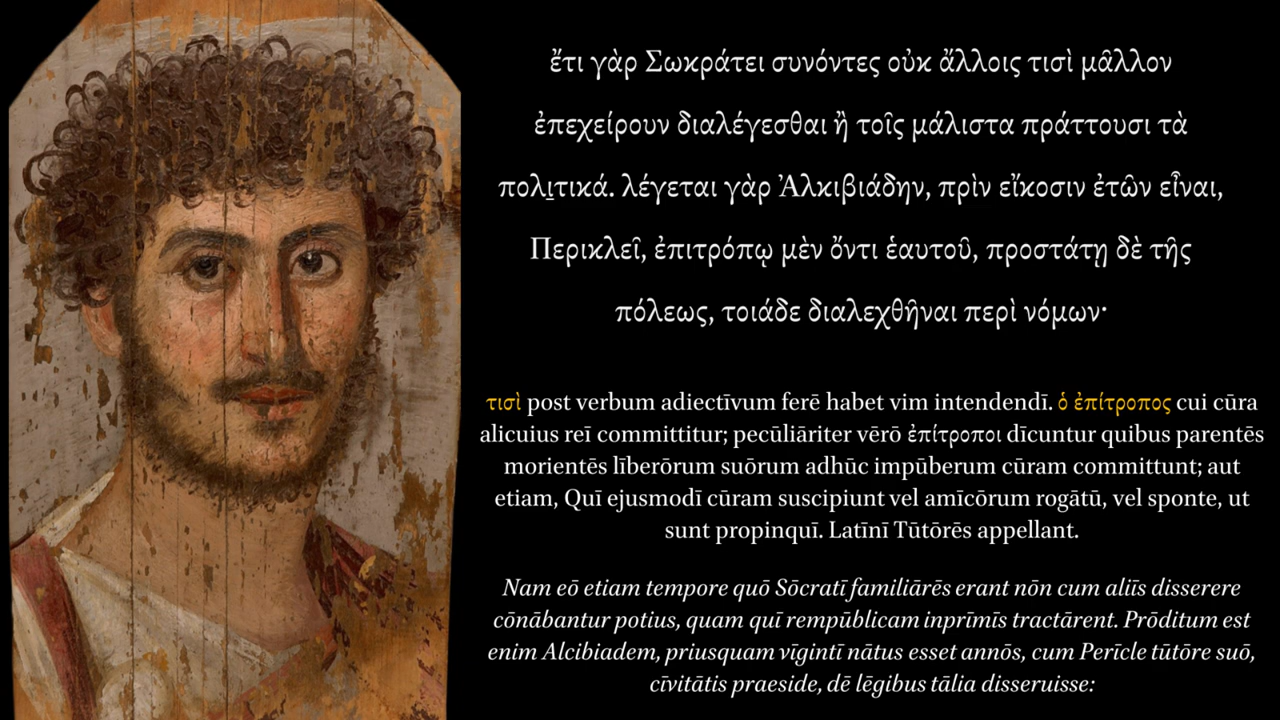 ἔτι γὰρ Σωκράτει συνόντες οὐκ ἄλλοις τισὶ μᾶλλον
ἐπεχείρουν διαλέγεσθαι ἢ τοῖς μάλιστα πράττουσι τὰ
πολι̱τικά. λέγεται γὰρ Ἀλκιβιάδην, πρὶν εἴκοσιν ἐτῶν εἶναι,
Περικλεῖ, ἐπιτρόπῳ μὲν ὄντι ἑαυτοῦ, προστάτῃ δὲ τῆς
πόλεως, τοιάδε διαλεχθῆναι περὶ νόμων·
τισὶ post verbum adiectīvum ferē habet vim intendendī. ὁ ἐπίτροπος cui cūra
alicuius reī committitur; pecūliāriter vērō ἐπίτροποι dīcuntur quibus parentēs
morientēs līberōrum suōrum adhūc impūberum cūram committunt; aut
etiam, Quī ejusmodī cūram suscipiunt vel amīcōrum rogātū, vel sponte, ut
sunt propinquī. Latīnī Tūtōrēs appellant.
Nam eō etiam tempore quō Sōcratī familiārēs erant nōn cum aliīs disserere
cōnābantur potius, quam quī rempūblicam inprīmīs tractārent. Prōditum est
enim Alcibiadem, priusquam vīgintī nātus esset annōs, cum Perīcle tūtōre suō,
cīvitātis praeside, dē lēgibus tālia disseruisse: